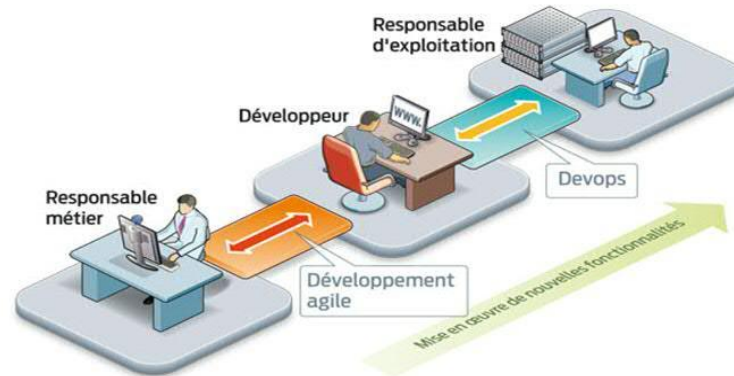 Responsable
d'exploitation
Développeur
www.
Devops
Responsable
métier
Développement
agile
Mise en œuvre de nouvelles fonctionnalités